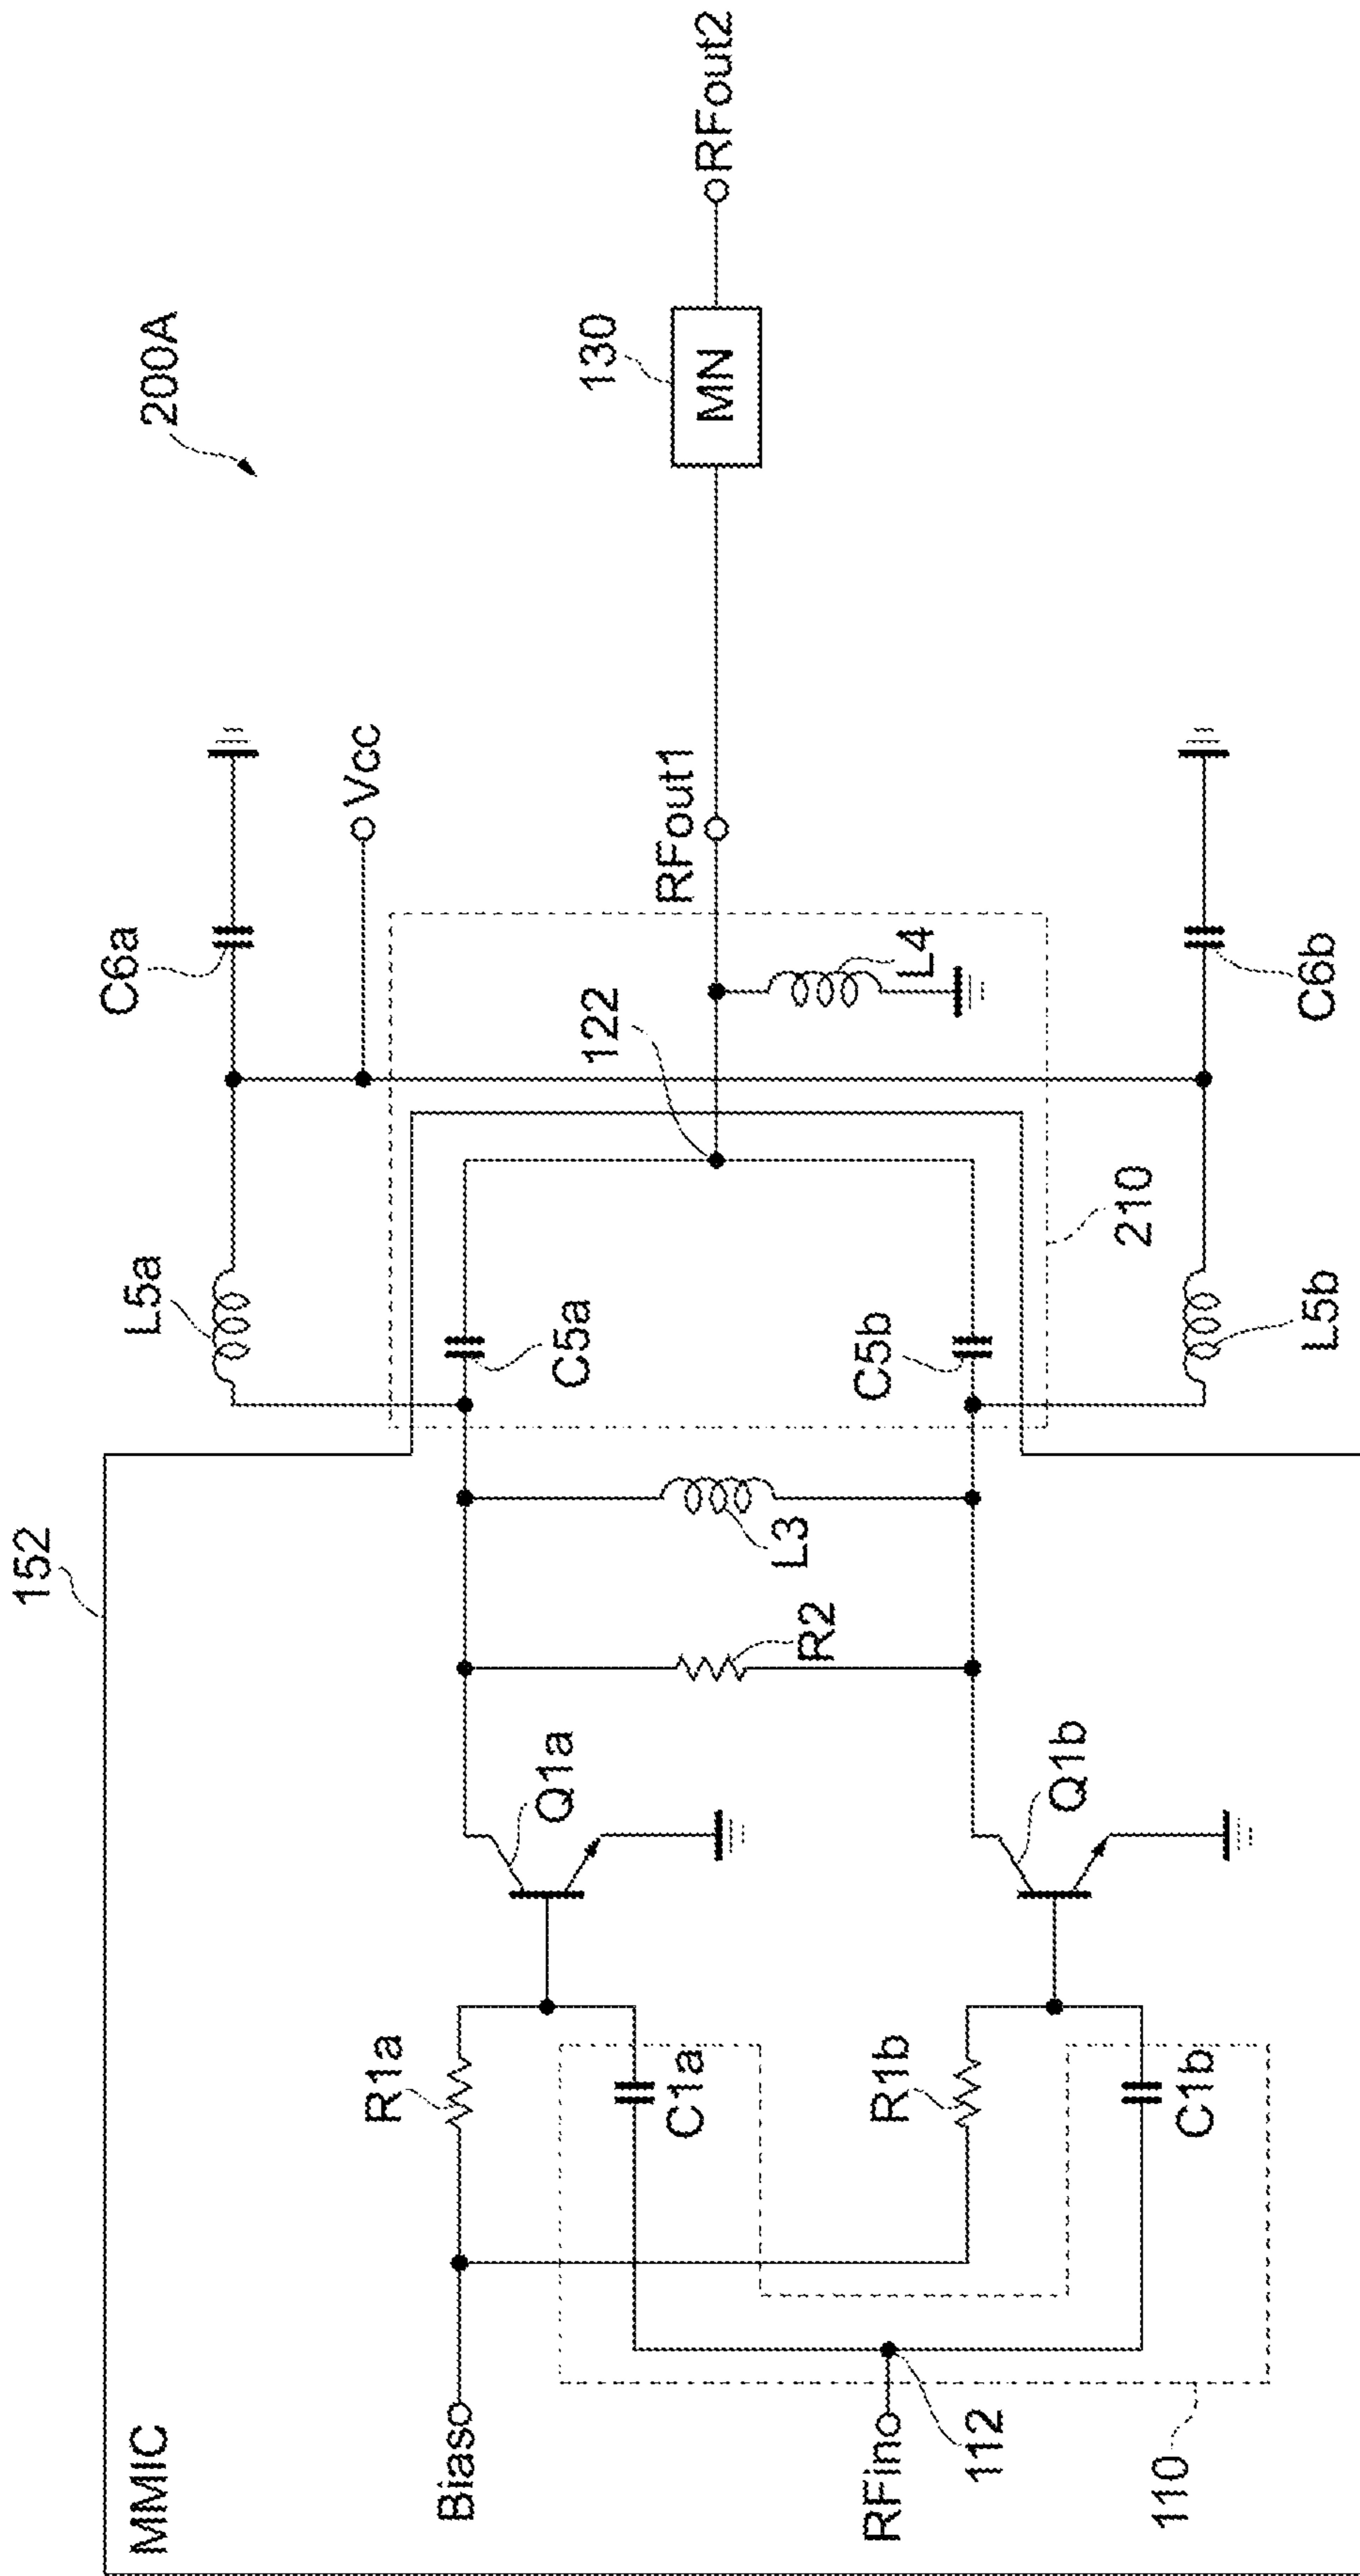 200A
152
MMIC
L5a
C6a
Vcc
130
MN
RFout1
RFout2
122
Biaso
R1a
Q1a
C5a
C1a
L4
L3
R2
RFino
112
R1b
Q1b
C5b
C1b
110
210
L5b
C6b